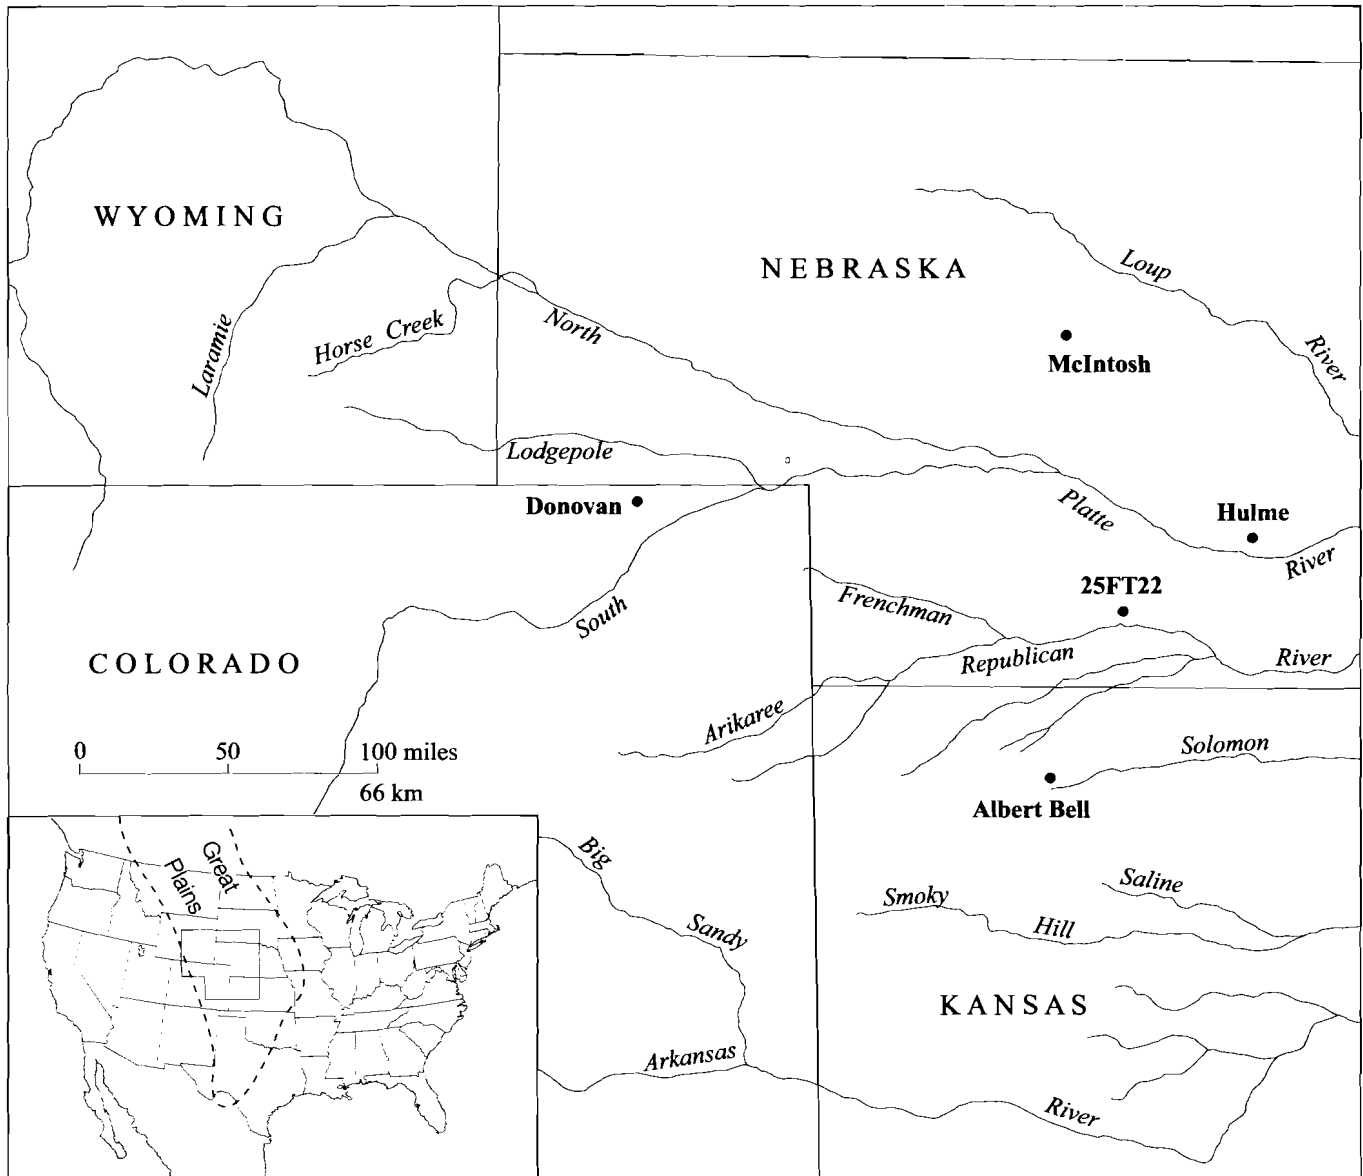 WYOMING
NEBRASKA
Loup
River
Laramie
Horse Creek
North
McIntosh
Lodgepole
Donovan
Platte
Hulme
River
South
Frenchman
25FT22
Republican
River
COLORADO
Arikaree
Solomon
0 50 100 miles
66 km
Albert Bell
Great
Plains
Big
Sandy
Smoky
Hill
Saline
KANSAS
Arkansas
River